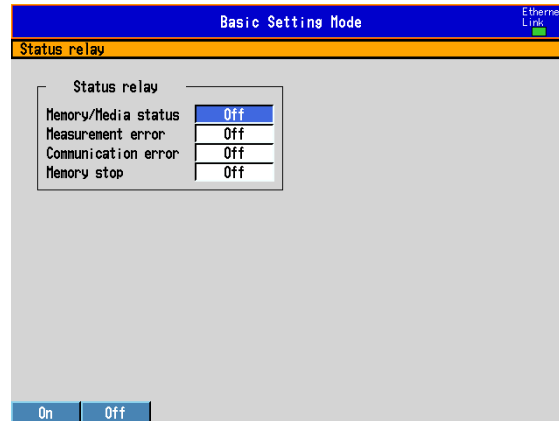 Basic Setting Mode
Etherne
Link
Status relay
Status relay
Memory/Media status Off
Measurement error Off
Communication error Off
Memory stop Off
On Off